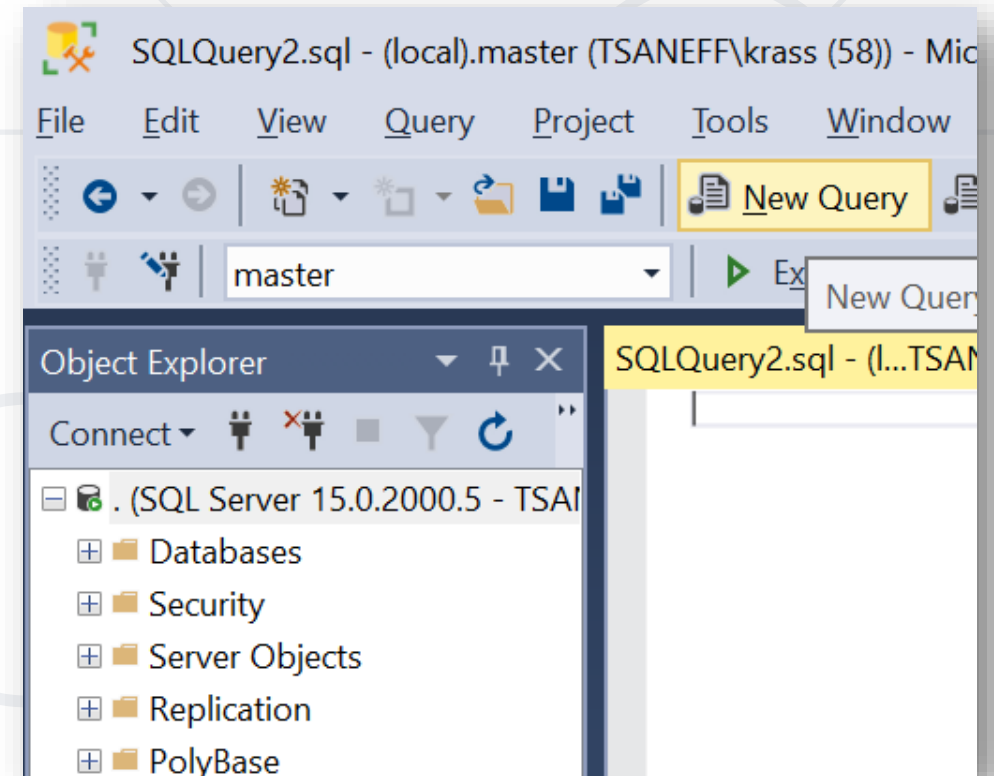 SQLQuery2.sql - (local).master (TSANEFF\krass (58)) - Mic
File Edit View Query Project Tools Window
New Query
master Ex
New Quer
Object Explorer SQLQuery2.sql - (l...TSAN
Connect
. (SQL Server 15.0.2000.5 - TSAN
Databases
Security
Server Objects
Replication
PolyBase